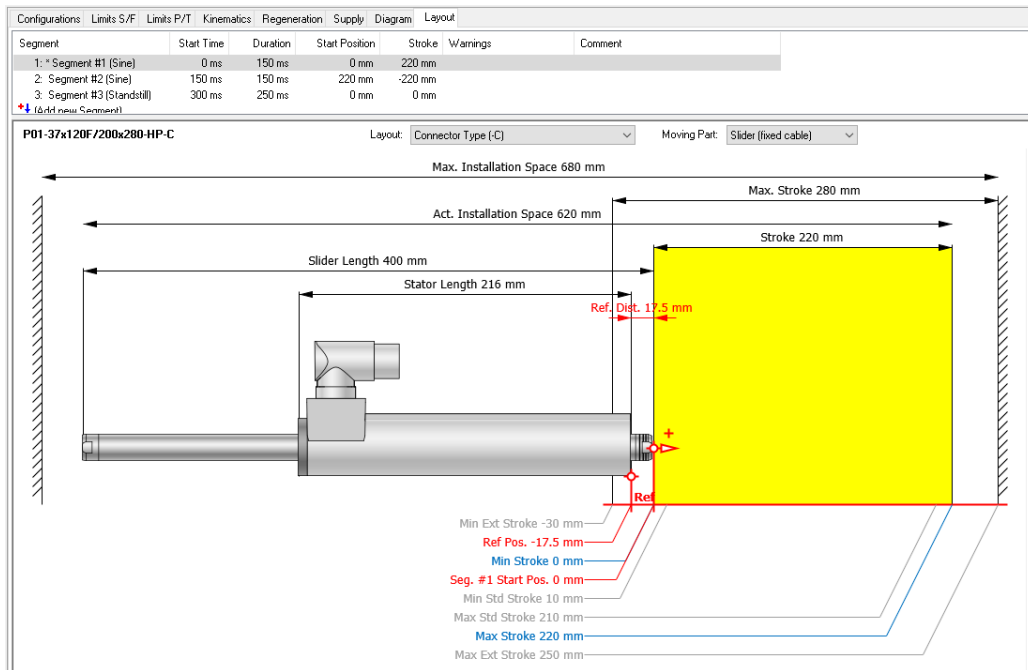 Configurations Limits S/F Limits P/T Kinematics Regeneration Supply Diagram Layout
Segment Start Time Duration Start Position Stroke Warnings Comment
1: * Segment #1 (Sine) 0 ms 150 ms 0 mm 220 mm
2: Segment #2 (Sine) 150 ms 150 ms 220 mm -220 mm
3: Segment #3 (Standstill) 300 ms 250 ms 0 mm 0 mm
(Add new Segment)
P01-37x120F/200x280-HP-C Layout: Connector Type (-C) Moving Part: Slider (fixed cable)
Max. Installation Space 680 mm
Max. Stroke 280 mm
Act. Installation Space 620 mm
Stroke 220 mm
Slider Length 400 mm
Stator Length 216 mm
Ref. Dist. 17.5 mm
+
Ref
Min Ext Stroke -30 mm
Ref Pos. -17.5 mm
Min Stroke 0 mm
Seg. #1 Start Pos. 0 mm
Min Std Stroke 10 mm
Max Std Stroke 210 mm
Max Stroke 220 mm
Max Ext Stroke 250 mm